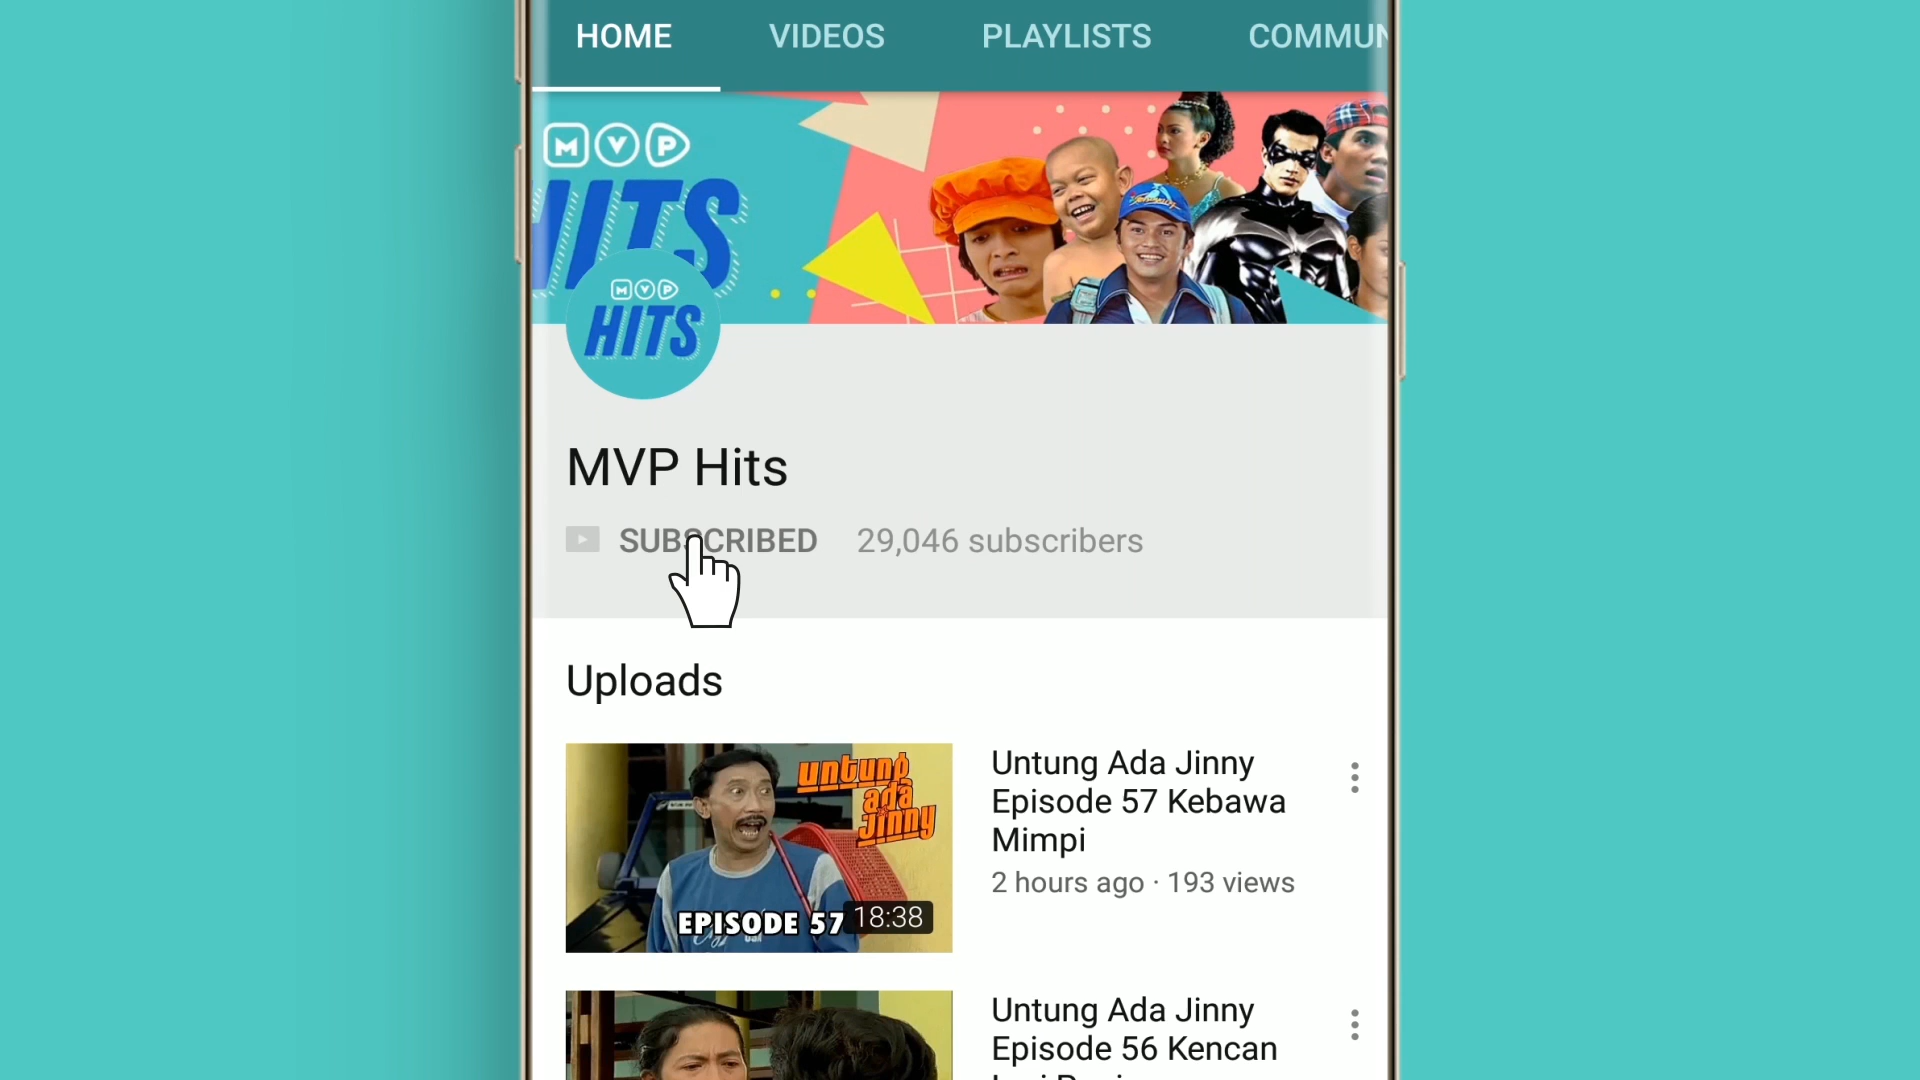 HOME VIDEOS PLAYLISTS COMMUN
MVP
HITS
MVP
HITS
MVP Hits
SUBSCRIBED 29,046 subscribers
Uploads
untung
ada
jinny
EPISODE 57
18:38
Untung Ada Jinny
Episode 57 Kebawa
Mimpi
2 hours ago · 193 views
Untung Ada Jinny
Episode 56 Kencan